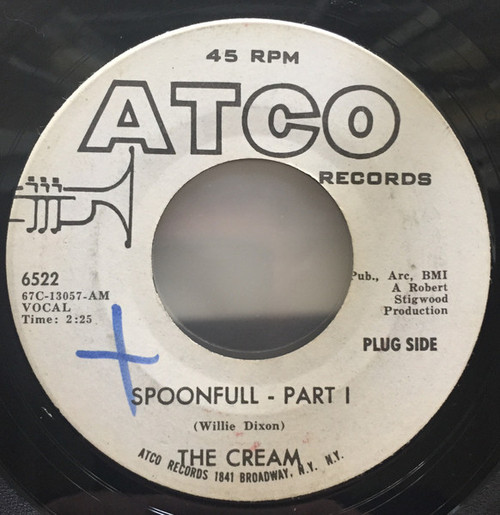 45 RPM
ATCO
RECORDS
6522
67C-13057-AM
VOCAL
Time: 2:25
Pub., Arc, BMI
A Robert
Stigwood
Production
PLUG SIDE
SPOONFULL - PART I
(Willie Dixon)
THE CREAM
ATCO RECORDS 1841 BROADWAY, N.Y. N.Y.